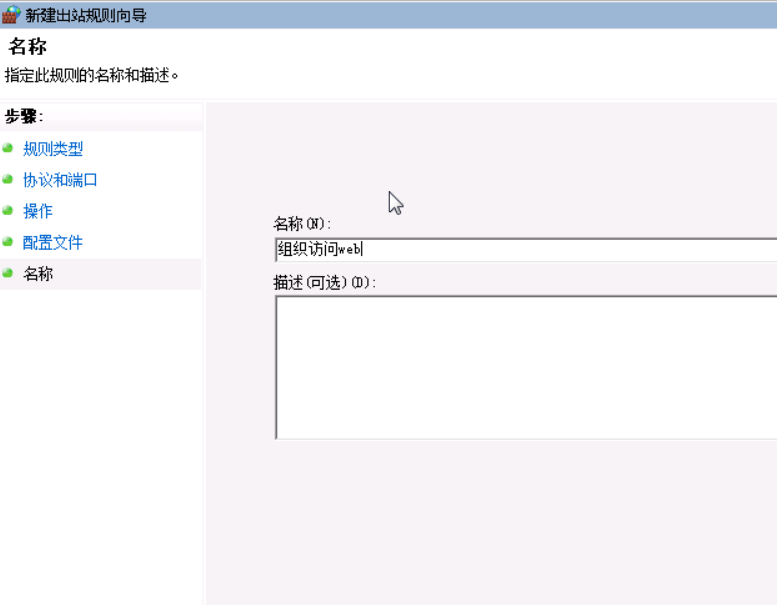 新建出站规则向导
名称
指定此规则的名称和描述。
步骤:
规则类型
协议和端口
操作
配置文件
名称
名称(N):
组织访问web
描述(可选)(D):